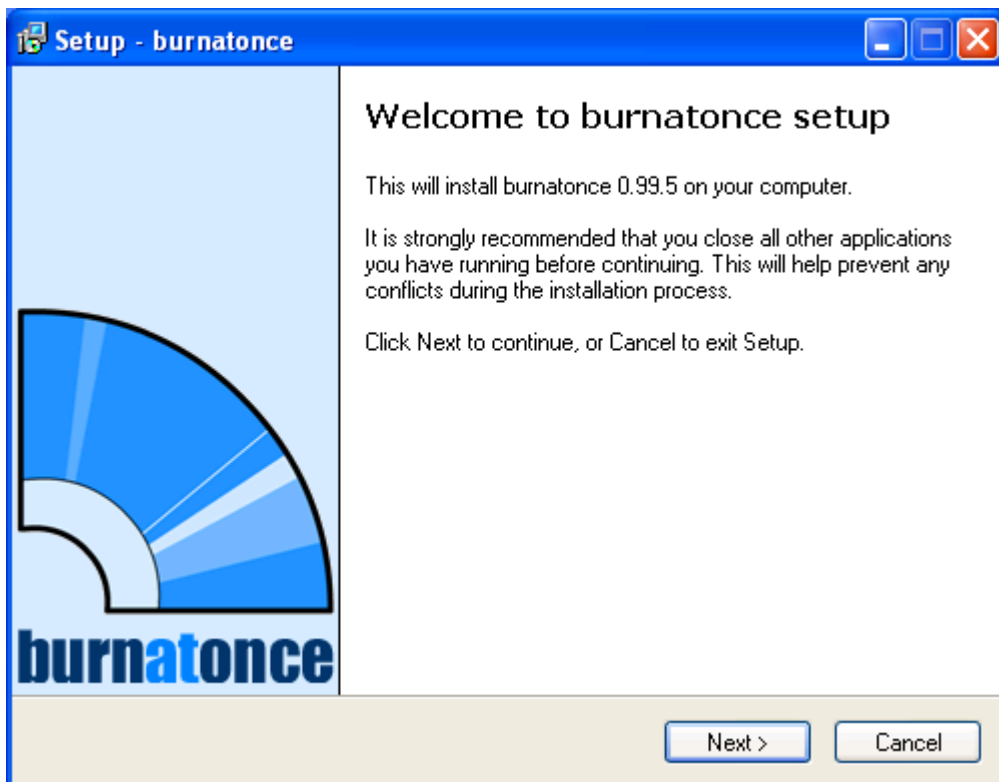 Setup - burnatonce
Welcome to burnatonce setup
This will install burnatonce 0.99.5 on your computer.
It is strongly recommended that you close all other applications
you have running before continuing. This will help prevent any
conflicts during the installation process.
Click Next to continue, or Cancel to exit Setup.
burnatonce
Next >
Cancel